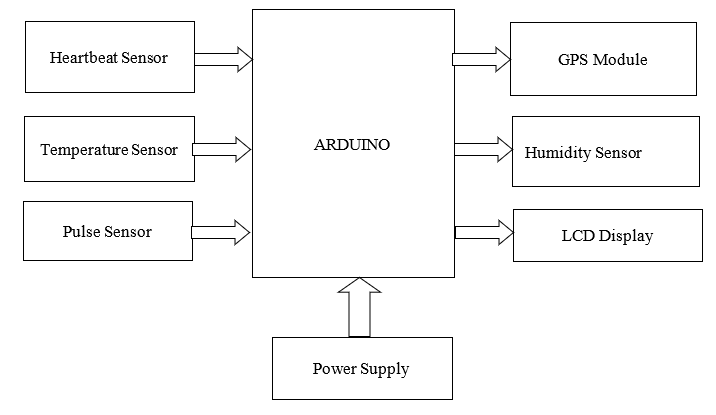 Heartbeat Sensor
GPS Module
ARDUINO
Temperature Sensor
Humidity Sensor
Pulse Sensor
LCD Display
Power Supply